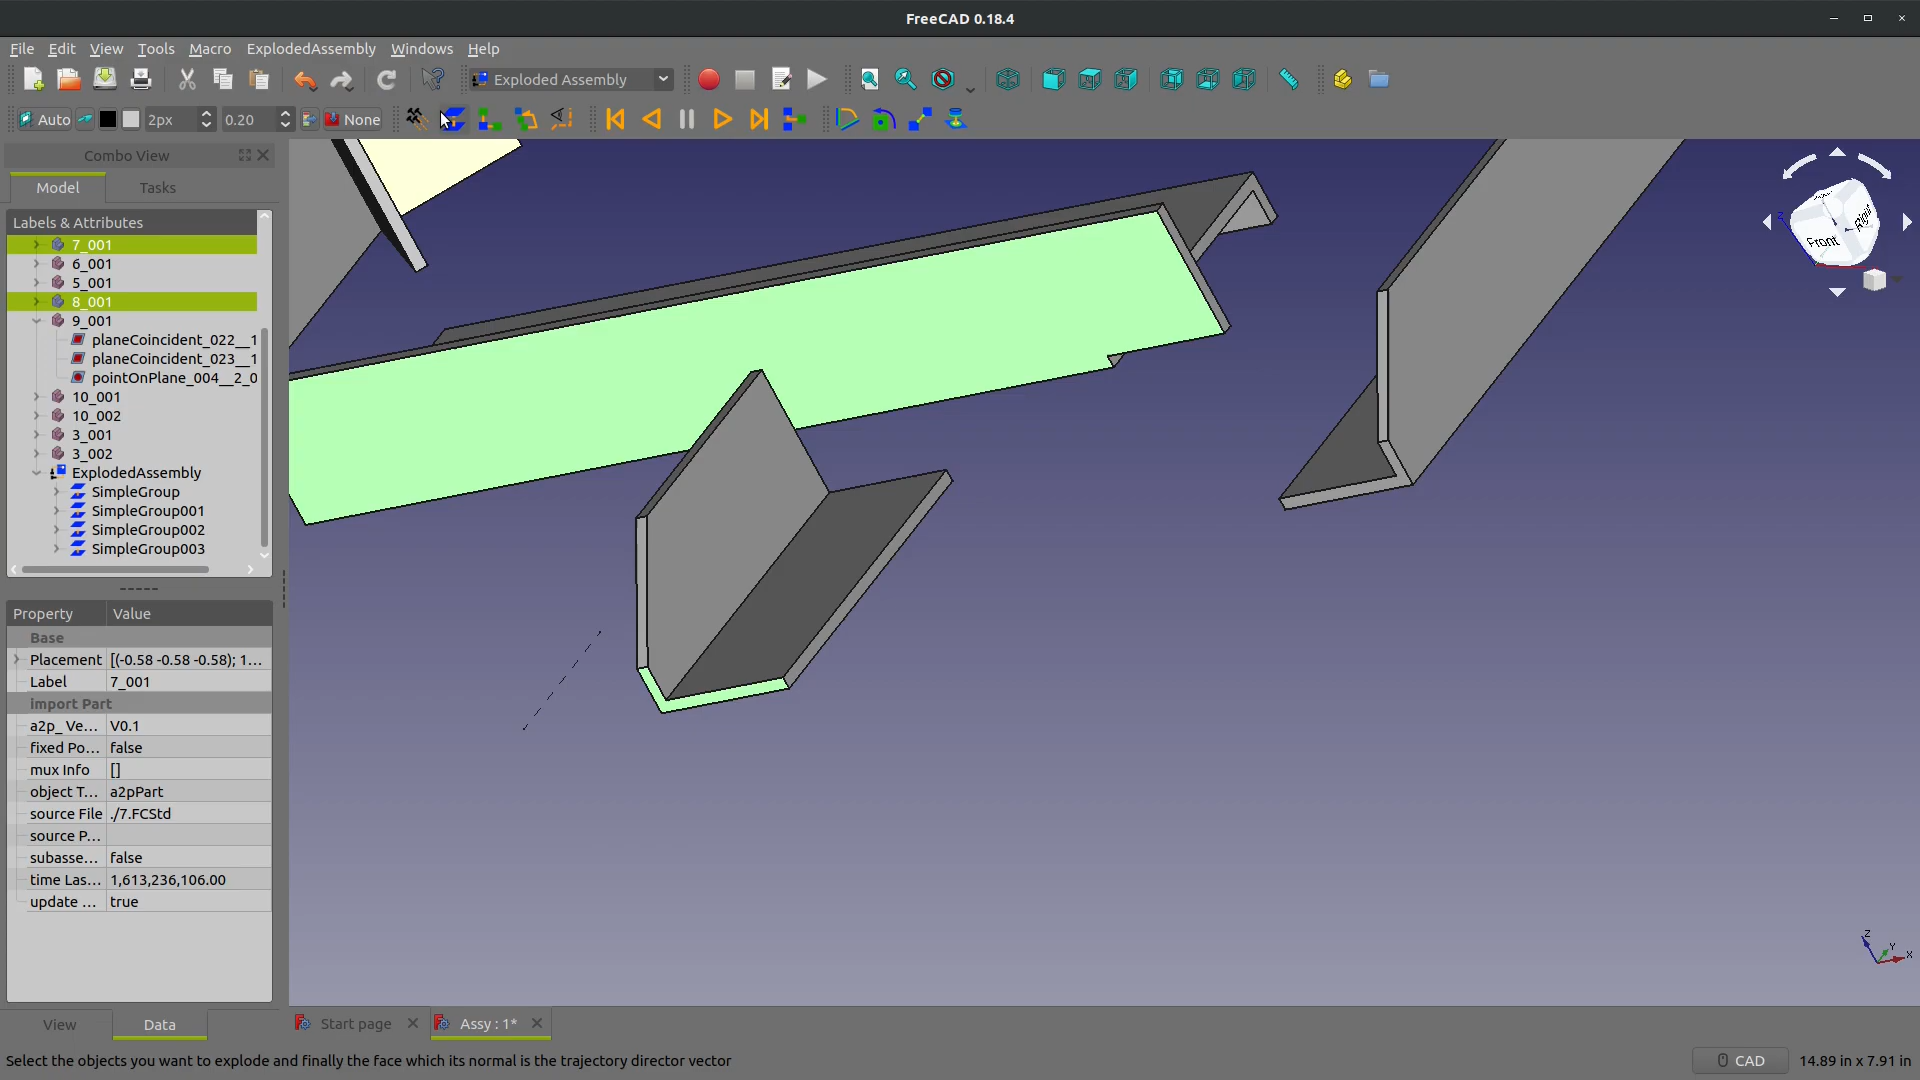 FreeCAD 0.18.4
File Edit View Tools Macro ExplodedAssembly Windows Help
Exploded Assembly
Auto 2px 0.20 None
Combo View
Model Tasks
Labels & Attributes
7_001
6_001
5_001
8_001
9_001
planeCoincident_022__1
planeCoincident_023__1
pointOnPlane_004__2_0
10_001
10_002
3_001
3_002
ExplodedAssembly
SimpleGroup
SimpleGroup001
SimpleGroup002
SimpleGroup003
Property Value
Base
Placement [(-0.58 -0.58 -0.58); 1...
Label 7_001
import Part
a2p_ Ve... V0.1
fixed Po... false
mux Info []
object T... a2pPart
source File ./7.FCStd
source P...
subasse... false
time Las... 1,613,236,106.00
update ... true
View Data
Front Right
Z
Z Y X
Start page Assy : 1*
Select the objects you want to explode and finally the face which its normal is the trajectory director vector
CAD 14.89 in x 7.91 in